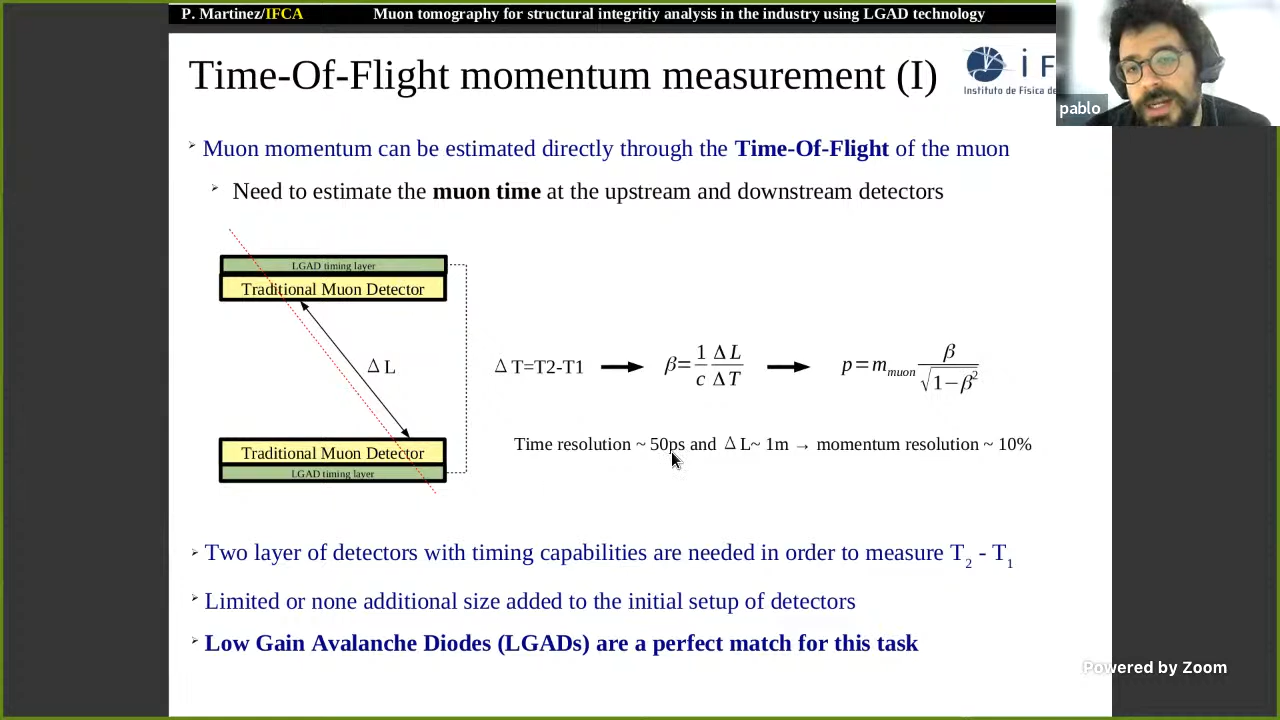 P. Martinez/IFCA Muon tomography for structural integritiy analysis in the industry using LGAD technology
Time-Of-Flight momentum measurement (I)
i F
Instituto de Física de
pablo
Muon momentum can be estimated directly through the Time-Of-Flight of the muon
Need to estimate the muon time at the upstream and downstream detectors
LGAD timing layer
Traditional Muon Detector
Δ L
Δ T=T2-T1
β=1/c ΔL/ΔT
p=m_muon β/√1−β²
Time resolution ~ 50ps and Δ L~ 1m → momentum resolution ~ 10%
Traditional Muon Detector
LGAD timing layer
Two layer of detectors with timing capabilities are needed in order to measure T₂ - T₁
Limited or none additional size added to the initial setup of detectors
Low Gain Avalanche Diodes (LGADs) are a perfect match for this task
Powered by Zoom